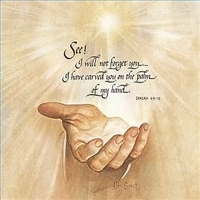 See!
I will not forget you...
I have carved you on the palm
of my hand.
ISAIAH 49:15